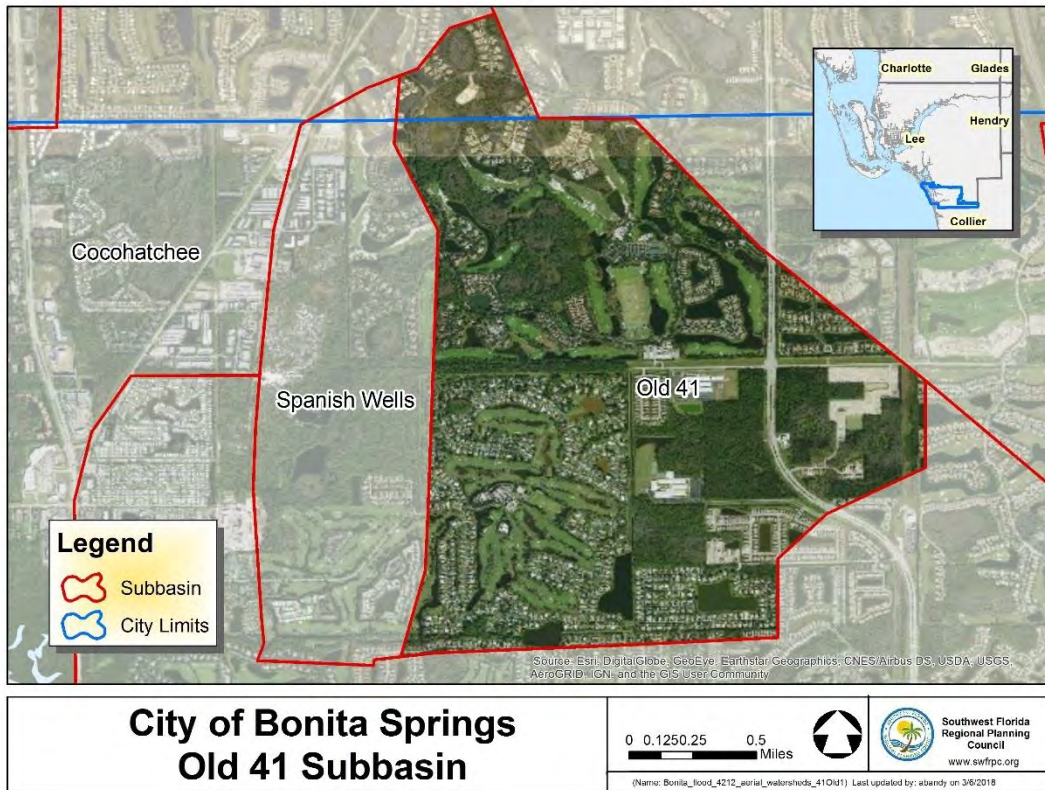 Charlotte
Glades
Hendry
Lee
Collier
Cocohatchee
Spanish Wells
Old 41
Legend
Subbasin
City Limits
Source: Esri, DigitalGlobe, GeoEye, Earthstar Geographics, CNES/Airbus DS, USDA, USGS,
AeroGRID, IGN, and the GIS User Community
City of Bonita Springs
Old 41 Subbasin
0 0.125 0.25 0.5
Miles
Southwest Florida
Regional Planning
Council
www.swfrpc.org
(Name: Bonita_flood_4212_aerial_watersheds_41Old1) Last updated by: abandy on 3/6/2018